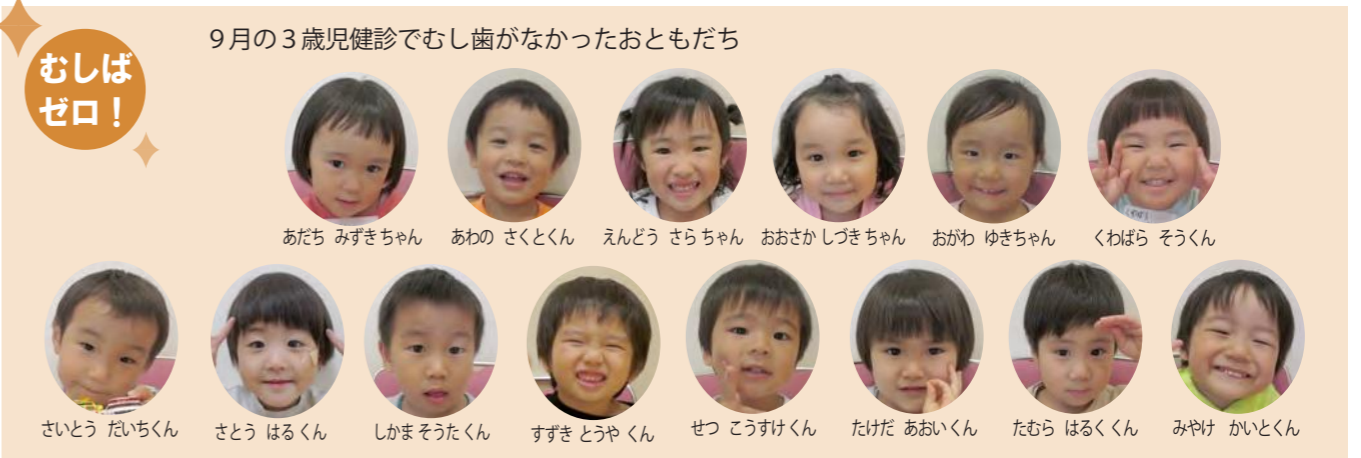 むしば
ゼロ！
９月の３歳児健診でむし歯がなかったおともだち
あだち みずきちゃん　あわの さくとくん　えんどう さらちゃん　おおさか しづきちゃん　おがわ ゆきちゃん　くわばら そうくん
さいとう だいちくん　さとう はるくん　しかま そうたくん　すずき とうや くん　せつ こうすけくん　たけだ あおいくん　たむら はるくくん　みやけ かいとくん